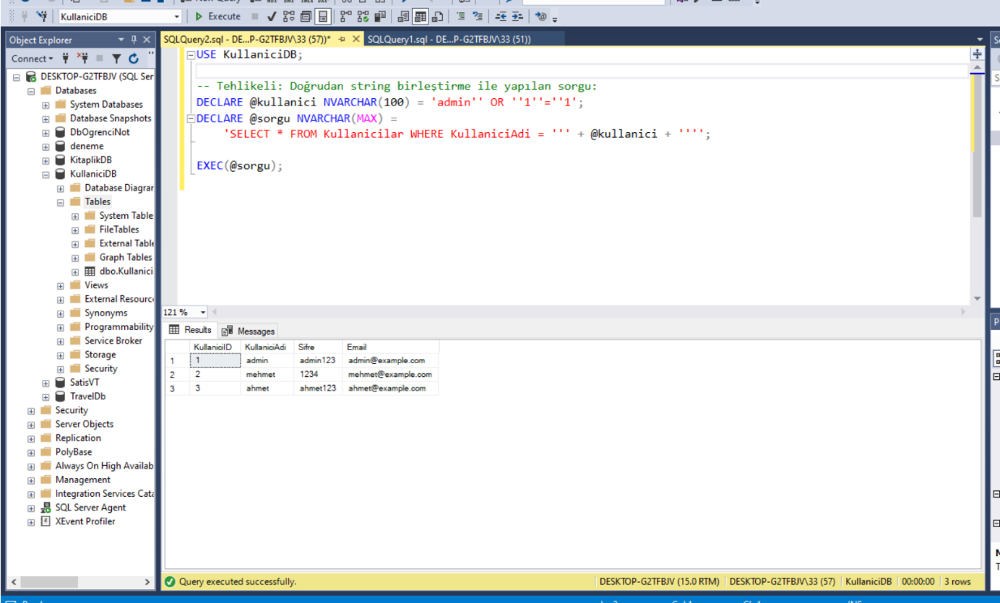 KullaniciDB
Execute
Object Explorer
SQLQuery2.sql - DE...P-G2TFBJV\33 (57))*
SQLQuery1.sql - DE...P-G2TFBJV\33 (51))
Connect
DESKTOP-G2TFBJV (SQL Ser
Databases
System Databases
Database Snapshots
DbOgrenciNot
deneme
KitaplikDB
KullaniciDB
Database Diagrar
Tables
System Table
FileTables
External Table
Graph Tables
dbo.Kullanici
Views
External Resourc
Synonyms
Programmability
Service Broker
Storage
Security
SatisVT
TravelDb
Security
Server Objects
Replication
PolyBase
Always On High Availab
Management
Integration Services Cata
SQL Server Agent
XEvent Profiler
USE KullaniciDB;
-- Tehlikeli: Doğrudan string birleştirme ile yapılan sorgu:
DECLARE @kullanici NVARCHAR(100) = 'admin'' OR ''1''=''1';
DECLARE @sorgu NVARCHAR(MAX) =
'SELECT * FROM Kullanicilar WHERE KullaniciAdi = ''' + @kullanici + '''';
EXEC(@sorgu);
121 %
Results
Messages
KullaniciID KullaniciAdi Sifre Email
1 1 admin admin123 admin@example.com
2 2 mehmet 1234 mehmet@example.com
3 3 ahmet ahmet123 ahmet@example.com
Query executed successfully.
DESKTOP-G2TFBJV (15.0 RTM) DESKTOP-G2TFBJV\33 (57) KullaniciDB 00:00:00 3 rows